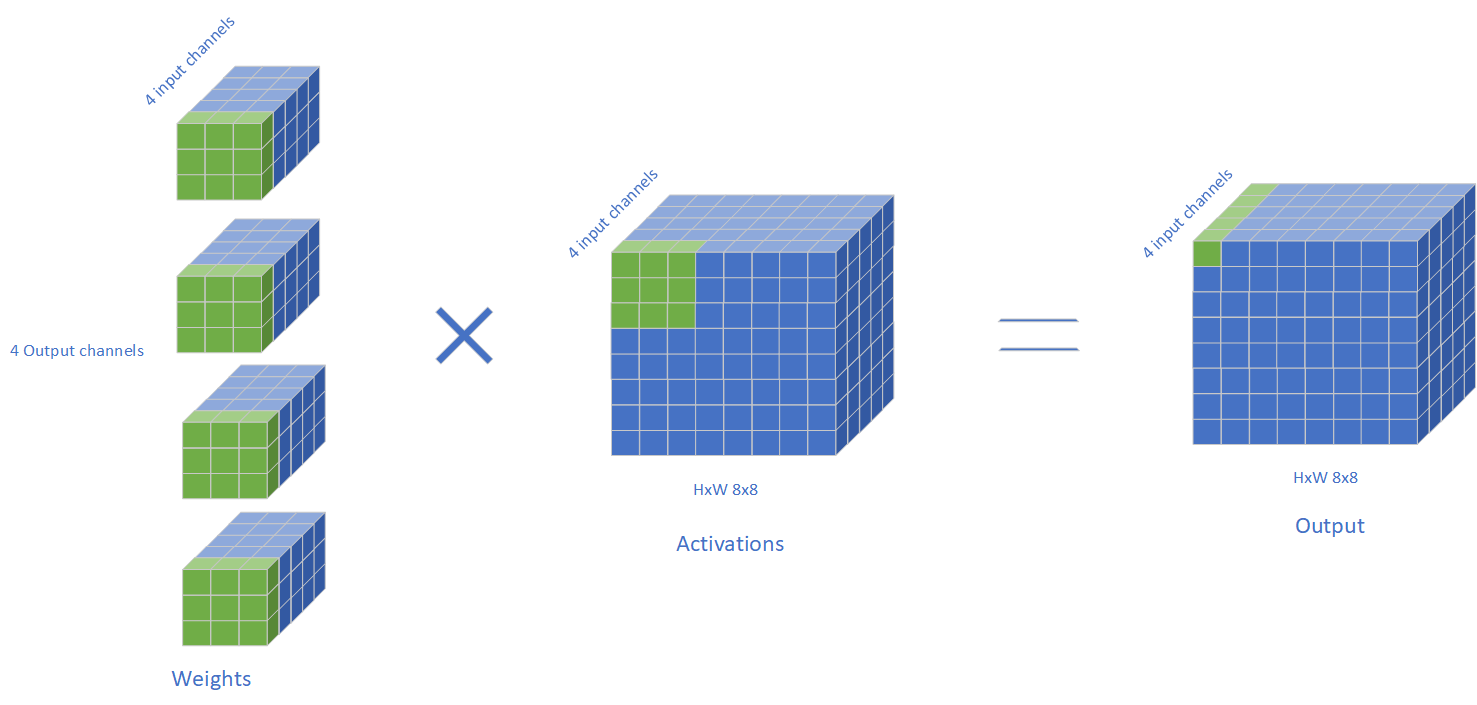 4 input channels
4 Output channels
Weights
4 input channels
HxW 8x8
Activations
4 input channels
HxW 8x8
Output